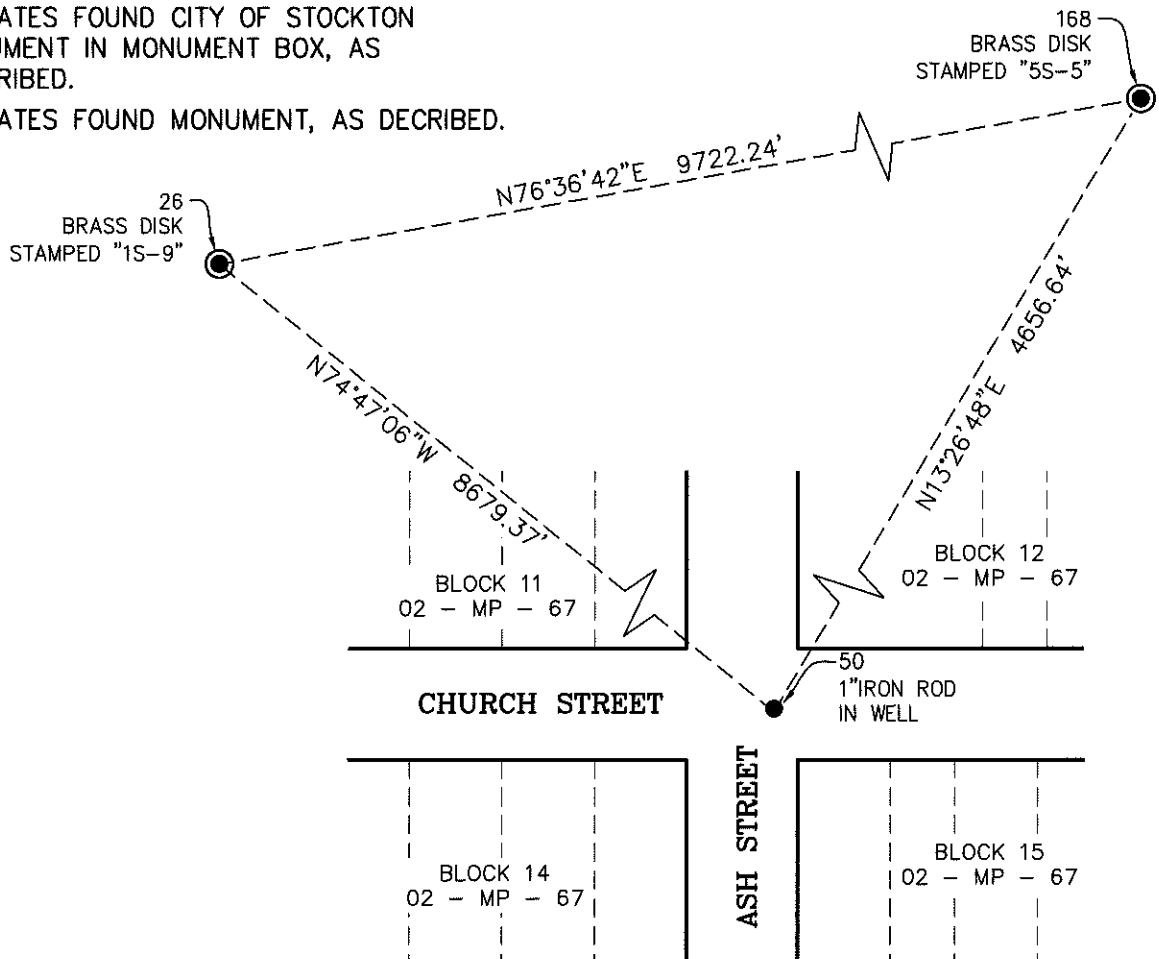 ATES FOUND CITY OF STOCKTON
UMENT IN MONUMENT BOX, AS
RIBED.
ATES FOUND MONUMENT, AS DECRIBED.
168
BRASS DISK
STAMPED "5S-5"
N76°36'42"E 9722.24'
26
BRASS DISK
STAMPED "1S-9"
N74°47'06"W 8679.37'
N13°26'48"E 4656.64'
BLOCK 11
02 - MP - 67
BLOCK 12
02 - MP - 67
50
1"IRON ROD
IN WELL
CHURCH STREET
ASH STREET
BLOCK 14
02 - MP - 67
BLOCK 15
02 - MP - 67